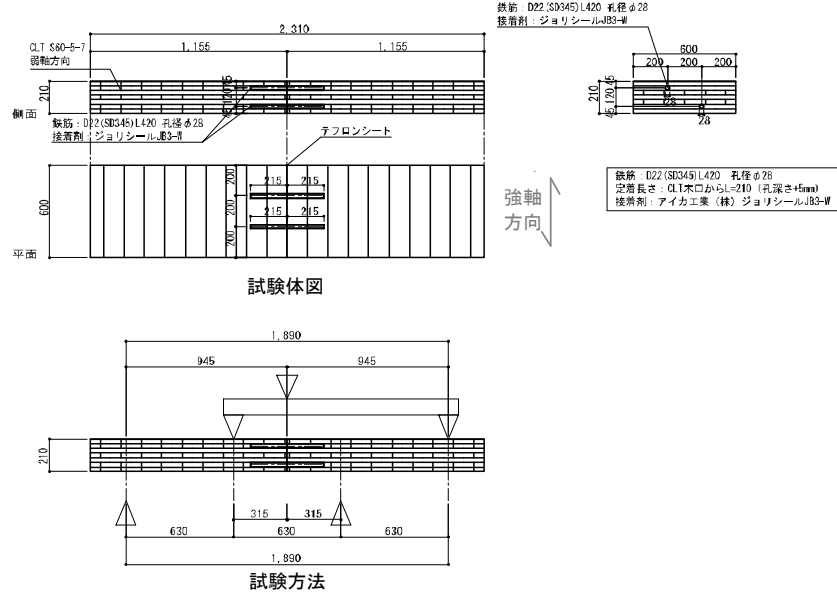 鉄筋：D22(SD345)L420 孔径φ28
接着剤：ジョリシールJB3-W
2,310
1,155 1,155
CLT S60-5-7
弱軸方向
210
45 120 45
側面
鉄筋：D22(SD345)L420 孔径φ28
接着剤：ジョリシールJB3-W
テフロンシート
600
200 200 200
210
45 120 45
28
28
215 215
215 215
200 200 200
600
平面
強軸
方向
鉄筋：D22(SD345)L420 孔径φ28
定着長さ：CLT木口からL=210 (孔深さ+5mm)
接着剤：アイカ工業（株）ジョリシールJB3-W
試験体図
1,890
945 945
210
315 315
630 630 630
1,890
試験方法